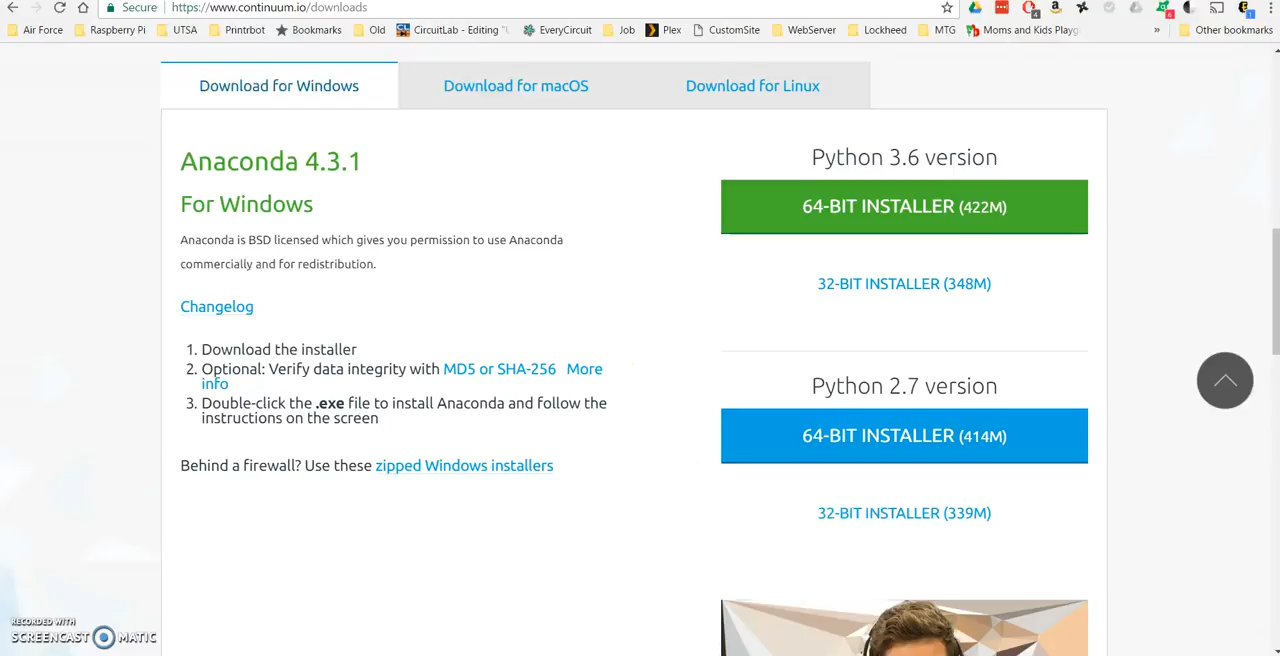 Secure
https://www.continuum.io/downloads
Air Force
Raspberry Pi
UTSA
Printrbot
Bookmarks
Old
CircuitLab - Editing "U
EveryCircuit
Job
Plex
CustomSite
WebServer
Lockheed
MTG
Moms and Kids Playg
»
Other bookmarks
Download for Windows
Download for macOS
Download for Linux
Anaconda 4.3.1
For Windows
Anaconda is BSD licensed which gives you permission to use Anaconda
commercially and for redistribution.
Changelog
1. Download the installer
2. Optional: Verify data integrity with MD5 or SHA-256 More
info
3. Double-click the .exe file to install Anaconda and follow the
instructions on the screen
Behind a firewall? Use these zipped Windows installers
Python 3.6 version
64-BIT INSTALLER (422M)
32-BIT INSTALLER (348M)
Python 2.7 version
64-BIT INSTALLER (414M)
32-BIT INSTALLER (339M)
RECORDED WITH
SCREENCAST MATIC